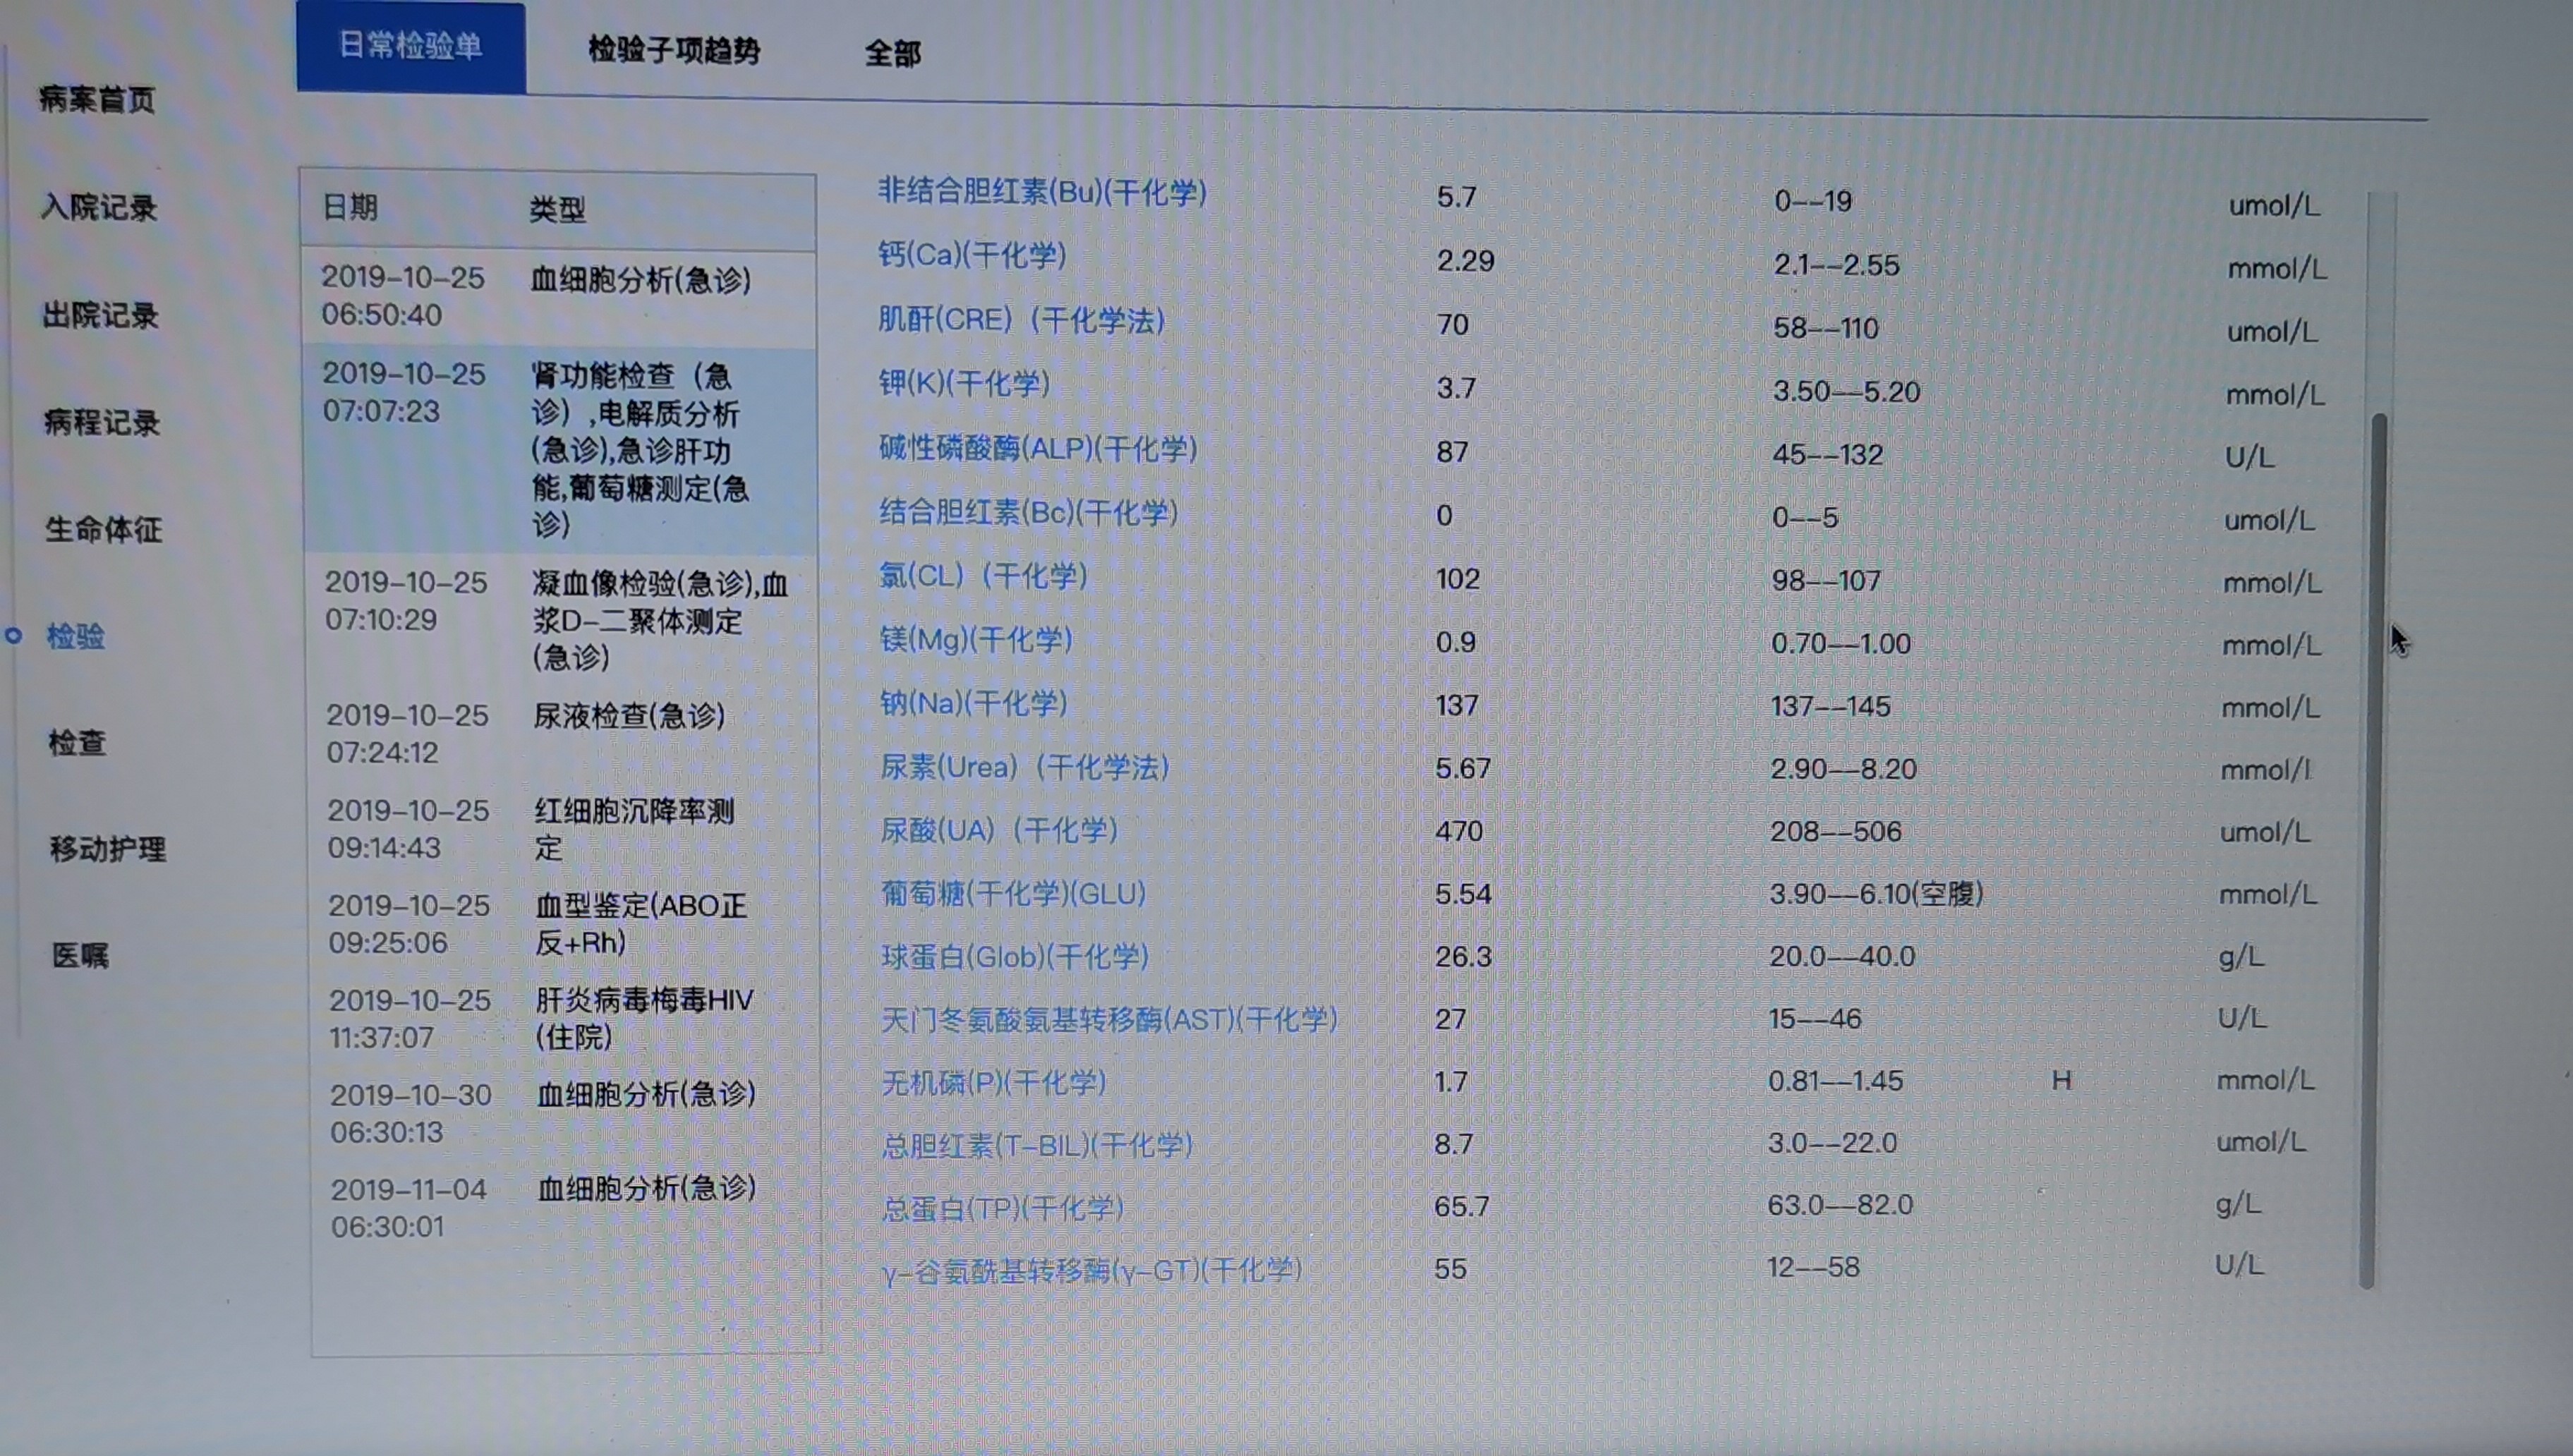 日常检验单 检验子项趋势 全部
病案首页
入院记录
出院记录
病程记录
生命体征
检验
检查
移动护理
医嘱
日期 类型
2019-10-25 血细胞分析(急诊)
06:50:40
2019-10-25 肾功能检查（急
07:07:23 诊）,电解质分析
(急诊),急诊肝功
能,葡萄糖测定(急
诊)
2019-10-25 凝血像检验(急诊),血
07:10:29 浆D-二聚体测定
(急诊)
2019-10-25 尿液检查(急诊)
07:24:12
2019-10-25 红细胞沉降率测
09:14:43 定
2019-10-25 血型鉴定(ABO正
09:25:06 反+Rh)
2019-10-25 肝炎病毒梅毒HIV
11:37:07 (住院)
2019-10-30 血细胞分析(急诊)
06:30:13
2019-11-04 血细胞分析(急诊)
06:30:01
非结合胆红素(Bu)(干化学) 5.7 0--19 umol/L
钙(Ca)(干化学) 2.29 2.1--2.55 mmol/L
肌酐(CRE)（干化学法） 70 58--110 umol/L
钾(K)(干化学) 3.7 3.50--5.20 mmol/L
碱性磷酸酶(ALP)(干化学) 87 45--132 U/L
结合胆红素(Bc)(干化学) 0 0--5 umol/L
氯(CL)（干化学） 102 98--107 mmol/L
镁(Mg)(干化学) 0.9 0.70--1.00 mmol/L
钠(Na)(干化学) 137 137--145 mmol/L
尿素(Urea)（干化学法） 5.67 2.90--8.20 mmol/l
尿酸(UA)（干化学） 470 208--506 umol/L
葡萄糖(干化学)(GLU) 5.54 3.90--6.10(空腹) mmol/L
球蛋白(Glob)(干化学) 26.3 20.0--40.0 g/L
天门冬氨酸氨基转移酶(AST)(干化学) 27 15--46 U/L
无机磷(P)(干化学) 1.7 0.81--1.45 H mmol/L
总胆红素(T-BIL)(干化学) 8.7 3.0--22.0 umol/L
总蛋白(TP)(干化学) 65.7 63.0--82.0 g/L
γ-谷氨酰基转移酶(γ-GT)(干化学) 55 12--58 U/L